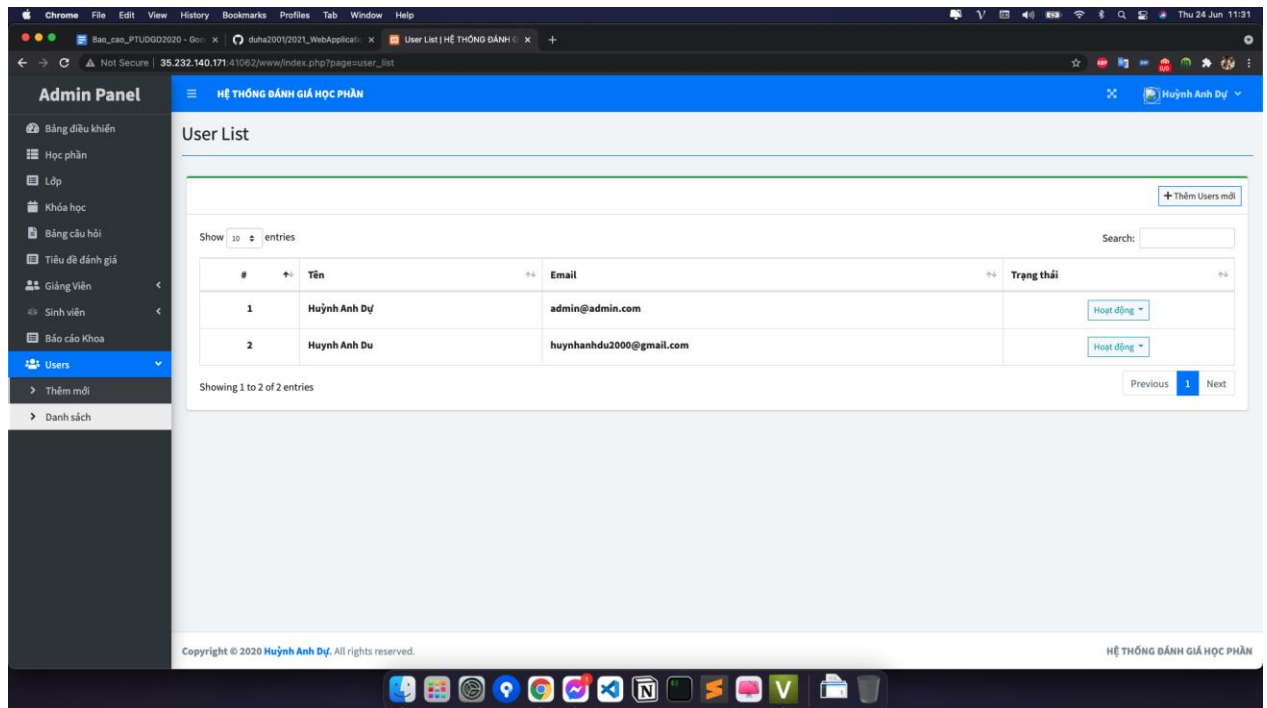 Chrome File Edit View History Bookmarks Profiles Tab Window Help
Thu 24 Jun 11:31
Bao_cao_PTUDGD2020 - Goo
duha2001/2021_WebApplicatio
User List | HỆ THỐNG ĐÁNH G
Not Secure | 35.232.140.171:41062/www/index.php?page=user_list
Admin Panel
HỆ THỐNG ĐÁNH GIÁ HỌC PHẦN
Huỳnh Anh Dự
Bảng điều khiển
Học phần
Lớp
Khóa học
Bảng câu hỏi
Tiêu đề đánh giá
Giảng Viên
Sinh viên
Báo cáo Khoa
Users
Thêm mới
Danh sách
User List
Thêm Users mới
Show 10 entries
Search:
# Tên Email Trạng thái
1 Huỳnh Anh Dự admin@admin.com Hoạt động
2 Huynh Anh Du huynhanhdu2000@gmail.com Hoạt động
Showing 1 to 2 of 2 entries
Previous 1 Next
Copyright © 2020 Huỳnh Anh Dự. All rights reserved.
HỆ THỐNG ĐÁNH GIÁ HỌC PHẦN